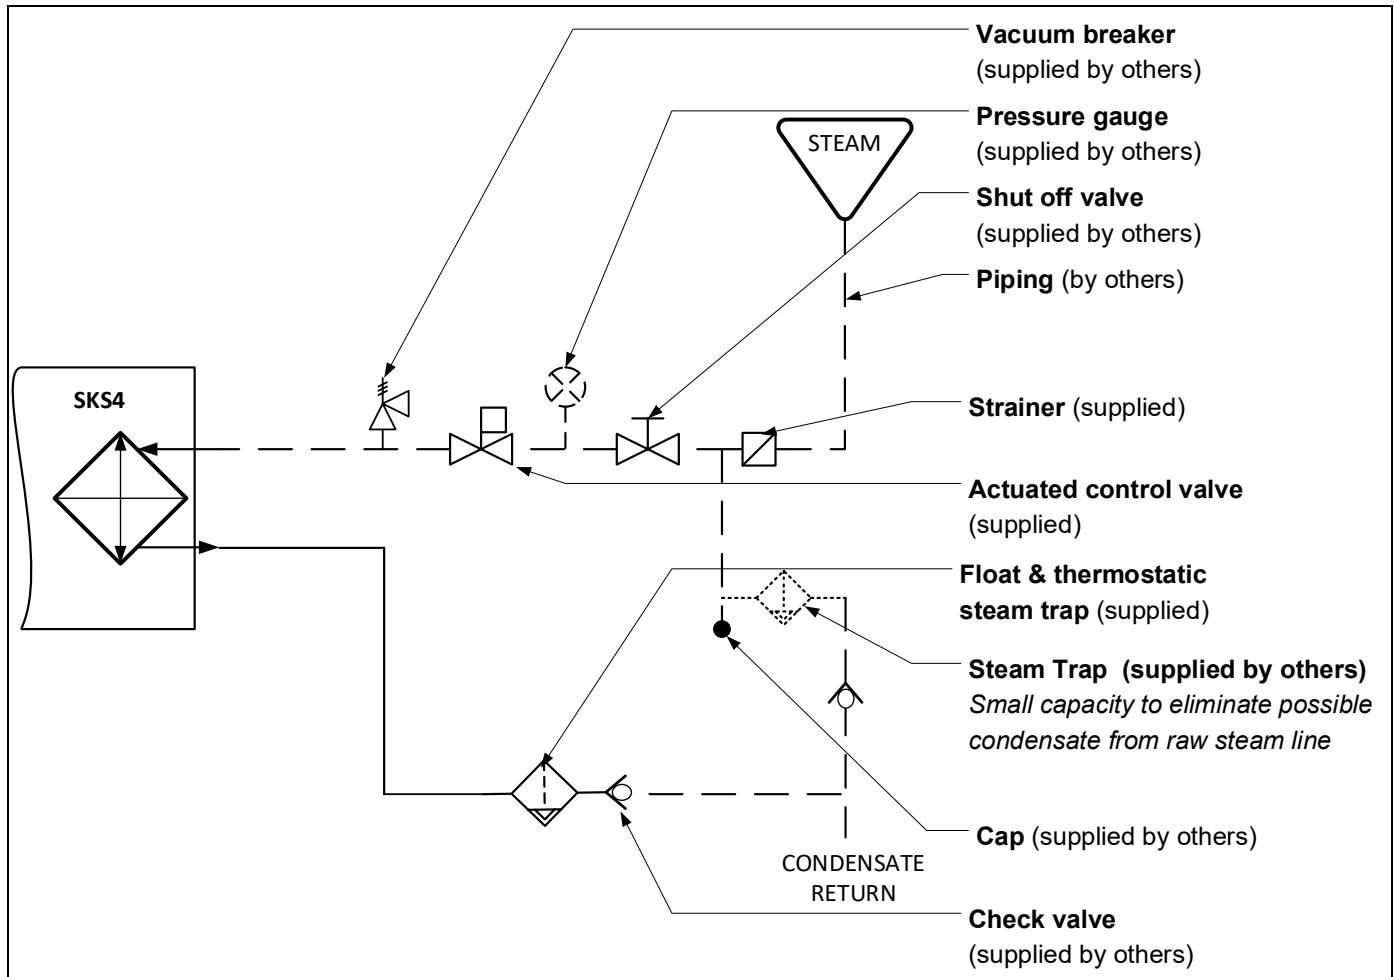 Vacuum breaker
(supplied by others)
Pressure gauge
(supplied by others)
STEAM
Shut off valve
(supplied by others)
Piping (by others)
SKS4
Strainer (supplied)
Actuated control valve
(supplied)
Float & thermostatic
steam trap (supplied)
Steam Trap (supplied by others)
Small capacity to eliminate possible
condensate from raw steam line
Cap (supplied by others)
CONDENSATE
RETURN
Check valve
(supplied by others)